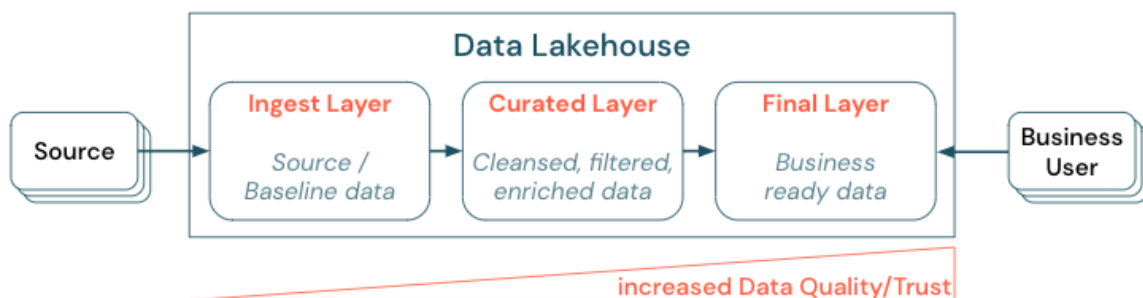 Data Lakehouse
Source
Ingest Layer
Source /
Baseline data
Curated Layer
Cleansed, filtered,
enriched data
Final Layer
Business
ready data
Business
User
increased Data Quality/Trust